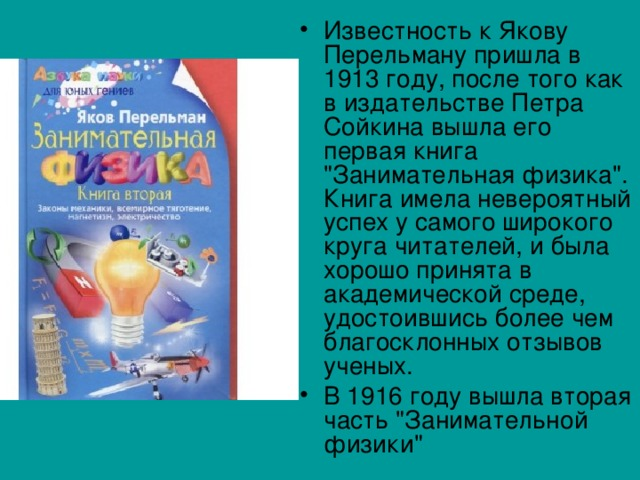 Азбука науки
для юных гениев
Яков Перельман
Занимательная
ФИЗИКА
Книга вторая
Законы механики, всемирное тяготение,
магнетизм, электричество
• Известность к Якову
Перельману пришла в
1913 году, после того как
в издательстве Петра
Сойкина вышла его
первая книга
"Занимательная физика".
Книга имела невероятный
успех у самого широкого
круга читателей, и была
хорошо принята в
академической среде,
удостоившись более чем
благосклонных отзывов
ученых.
• В 1916 году вышла вторая
часть "Занимательной
физики"